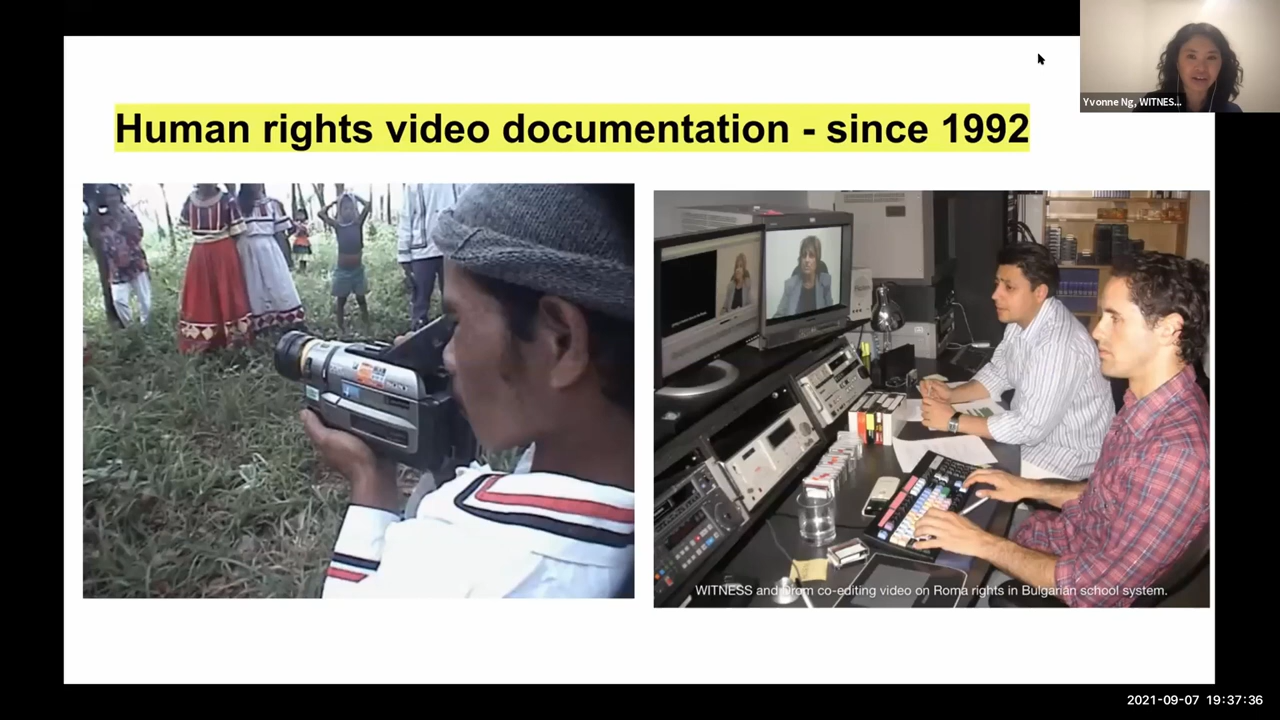 Yvonne Ng, WITNES...
Human rights video documentation - since 1992
WITNESS and Drom co-editing video on Roma rights in Bulgarian school system.
2021-09-07 19:37:36